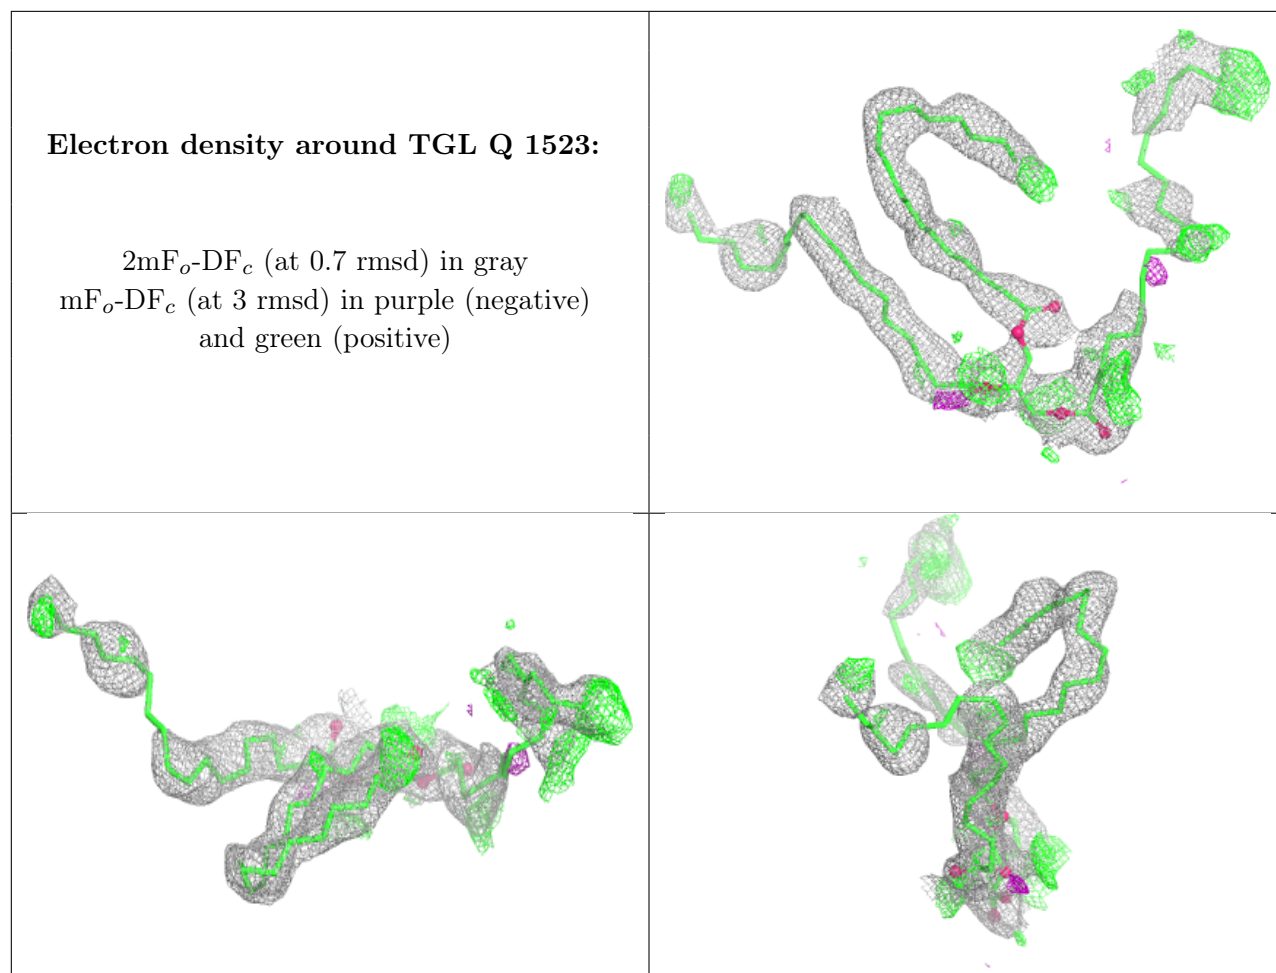 Electron density around TGL Q 1523:
2mFo-DFc (at 0.7 rmsd) in gray
mFo-DFc (at 3 rmsd) in purple (negative)
and green (positive)